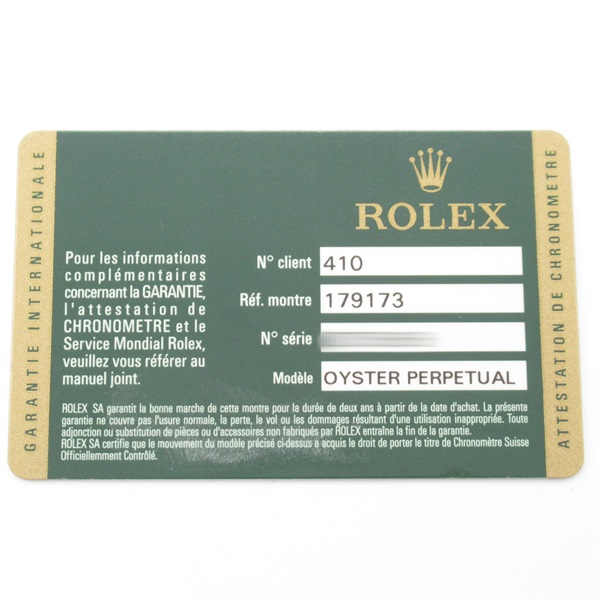 GARANTIE INTERNATIONALE
ROLEX
Pour les informations
complémentaires
concernant la GARANTIE,
l'attestation de
CHRONOMETRE et le
Service Mondial Rolex,
veuillez vous référer au
manuel joint.
N° client 410
Réf. montre 179173
N° série
Modèle OYSTER PERPETUAL
ROLEX SA garantit la bonne marche de cette montre pour la durée de deux ans à partir de la date d'achat. La présente
garantie ne couvre pas l'usure normale, la perte, le vol ou les dommages résultant d'une utilisation inappropriée. Toute
adjonction ou substitution de pièces ou d'accessoires non fabriqués par ROLEX entraîne la fin de la garantie.
ROLEX SA certifie que le mouvement du modèle précisé ci-dessus a acquis le droit de porter le titre de Chronomètre Suisse
Officiellement Contrôlé.
ATTESTATION DE CHRONOMETRE